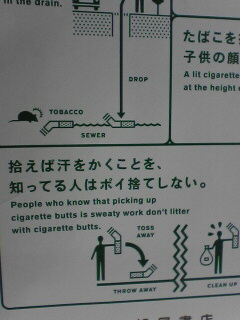 in the drain.
DROP
TOBACCO
SEWER
たばこを
子供の顔
A lit cigarette
at the height
拾えば汗をかくことを、
知ってる人はポイ捨てしない。
People who know that picking up
cigarette butts is sweaty work don't litter
with cigarette butts.
TOSS
AWAY
THROW AWAY
CLEAN UP
書店